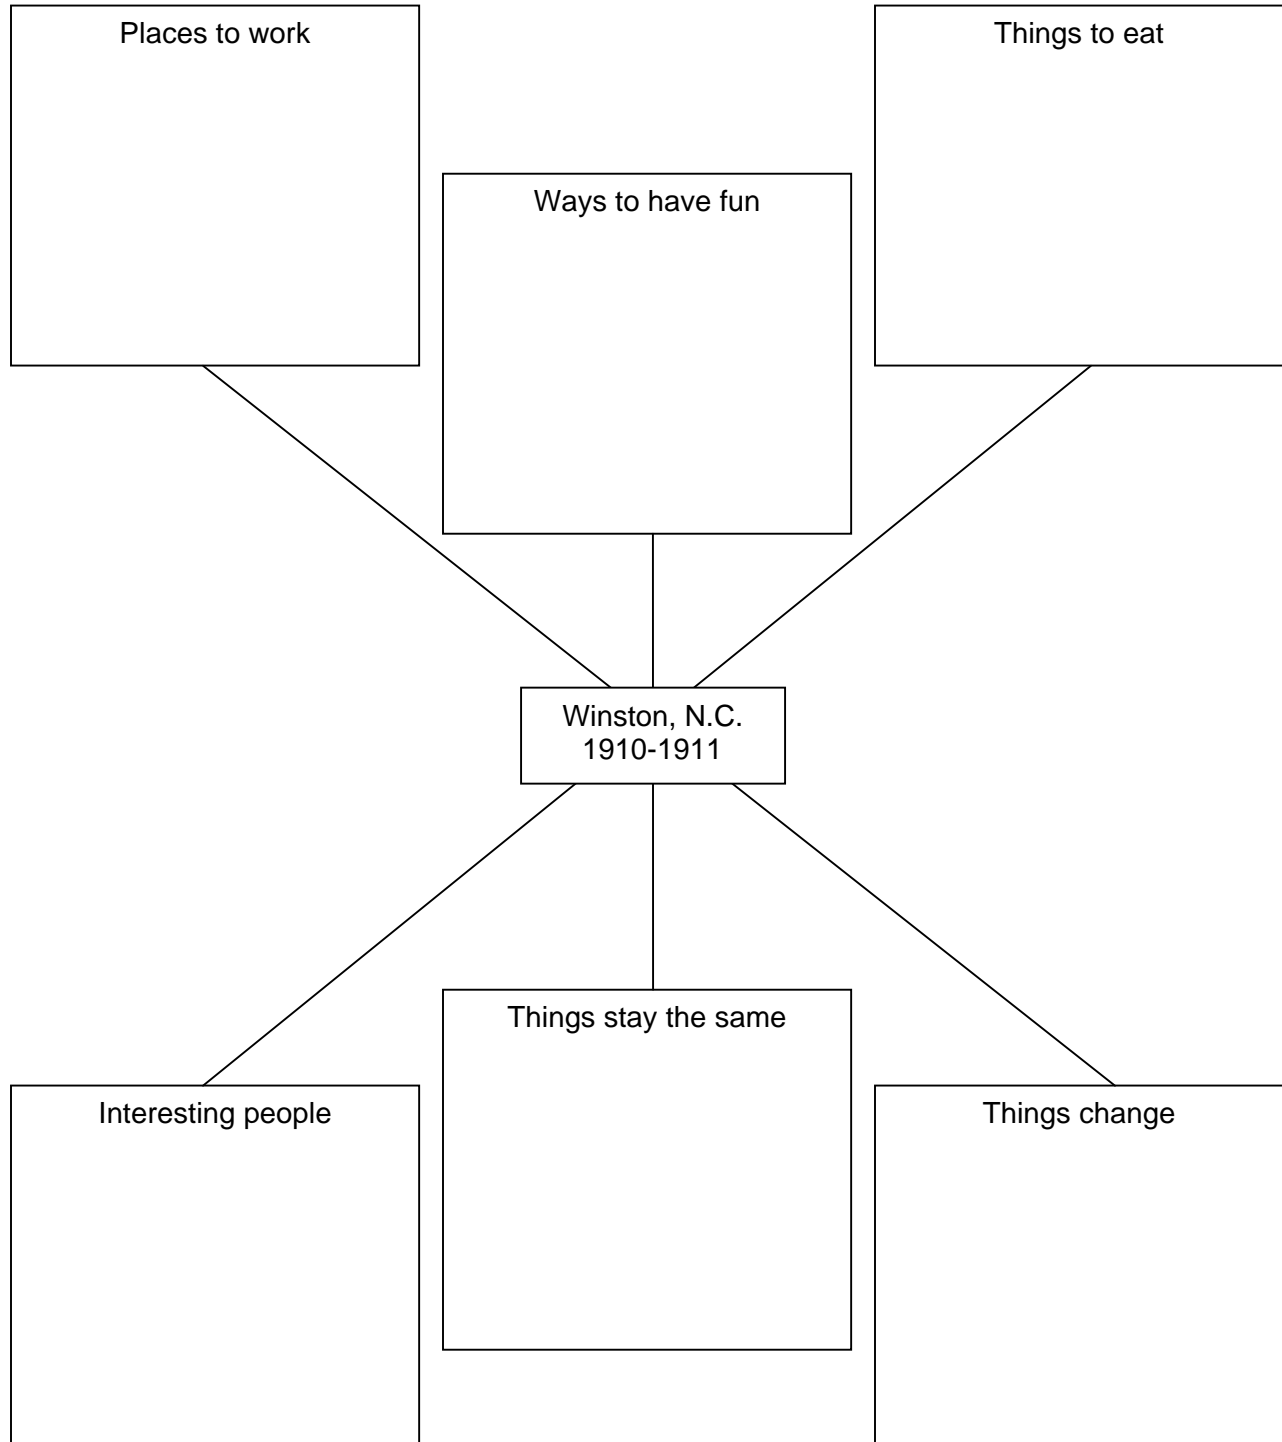 Places to work
Things to eat
Ways to have fun
Winston, N.C.
1910-1911
Things stay the same
Interesting people
Things change